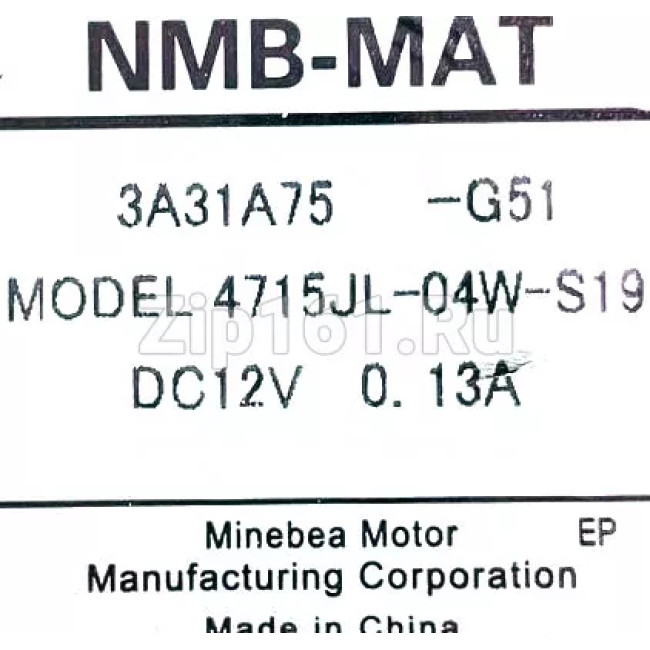 NMB-MAT
3A31A75 -G51
MODEL 4715JL-04W-S19
Zip161.Ru
DC12V 0.13A
Minebea Motor EP
Manufacturing Corporation
Made in China